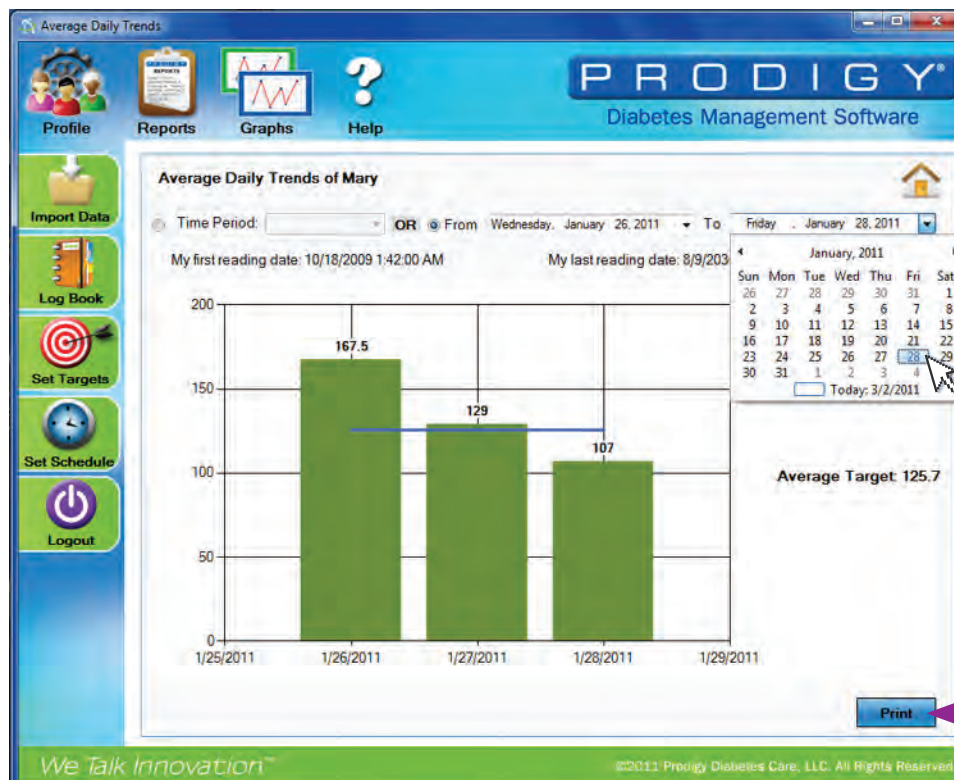 Average Daily Trends
PRODIGY®
Diabetes Management Software
Profile Reports Graphs Help
Import Data
Log Book
Set Targets
Set Schedule
Logout
Average Daily Trends of Mary
Time Period: OR From Wednesday, January 26, 2011 To Friday , January 28, 2011
My first reading date: 10/18/2009 1:42:00 AM My last reading date: 8/9/203
January, 2011
Sun Mon Tue Wed Thu Fri Sat
26 27 28 29 30 31 1
2 3 4 5 6 7 8
9 10 11 12 13 14 15
16 17 18 19 20 21 22
23 24 25 26 27 28 29
30 31 1 2 3 4
Today: 3/2/2011
200
167.5
150
129
107
100
Average Target: 125.7
50
0
1/25/2011 1/26/2011 1/27/2011 1/28/2011 1/29/2011
Print
We Talk Innovation™
©2011 Prodigy Diabetes Care, LLC. All Rights Reserved